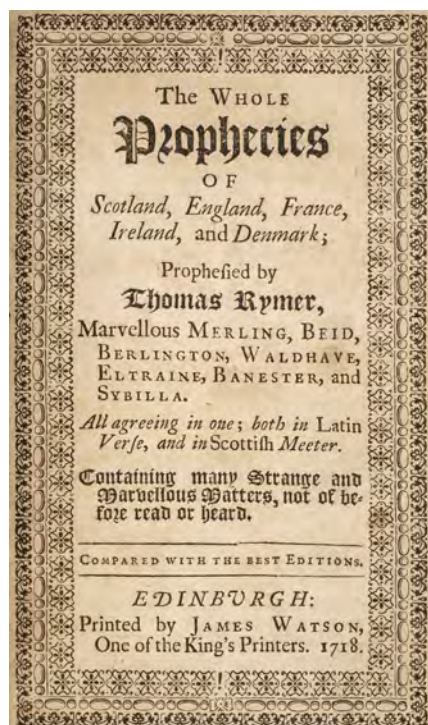 The WHOLE
Prophecies
OF
Scotland, England, France,
Ireland, and Denmark;
Propheſied by
Thomas Rymer,
Marvellous MERLING, BEID,
BERLINGTON, WALDHAVE,
ELTRAINE, BANESTER, and
SYBILLA.
All agreeing in one; both in Latin
Verſe, and in Scottiſh Meeter.
Containing many Strange and
Marvellous Matters, not of be-
fore read or heard.
COMPARED WITH THE BEST EDITIONS.
EDINBURGH:
Printed by JAMES WATSON,
One of the King's Printers. 1718.